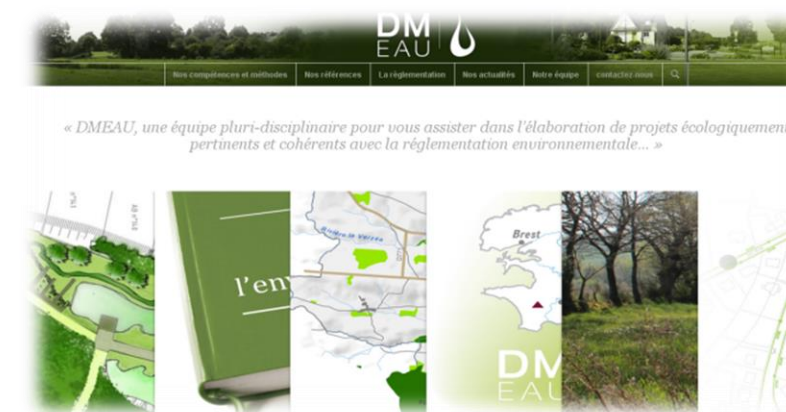 DM
EAU
Nos compétences et méthodes
Nos références
La règlementation
Nos actualités
Notre équipe
contactez-nous
« DMEAU, une équipe pluri-disciplinaire pour vous assister dans l'élaboration de projets écologiquement
pertinents et cohérents avec la réglementation environnementale... »
l'env
Brest
DM
EAU